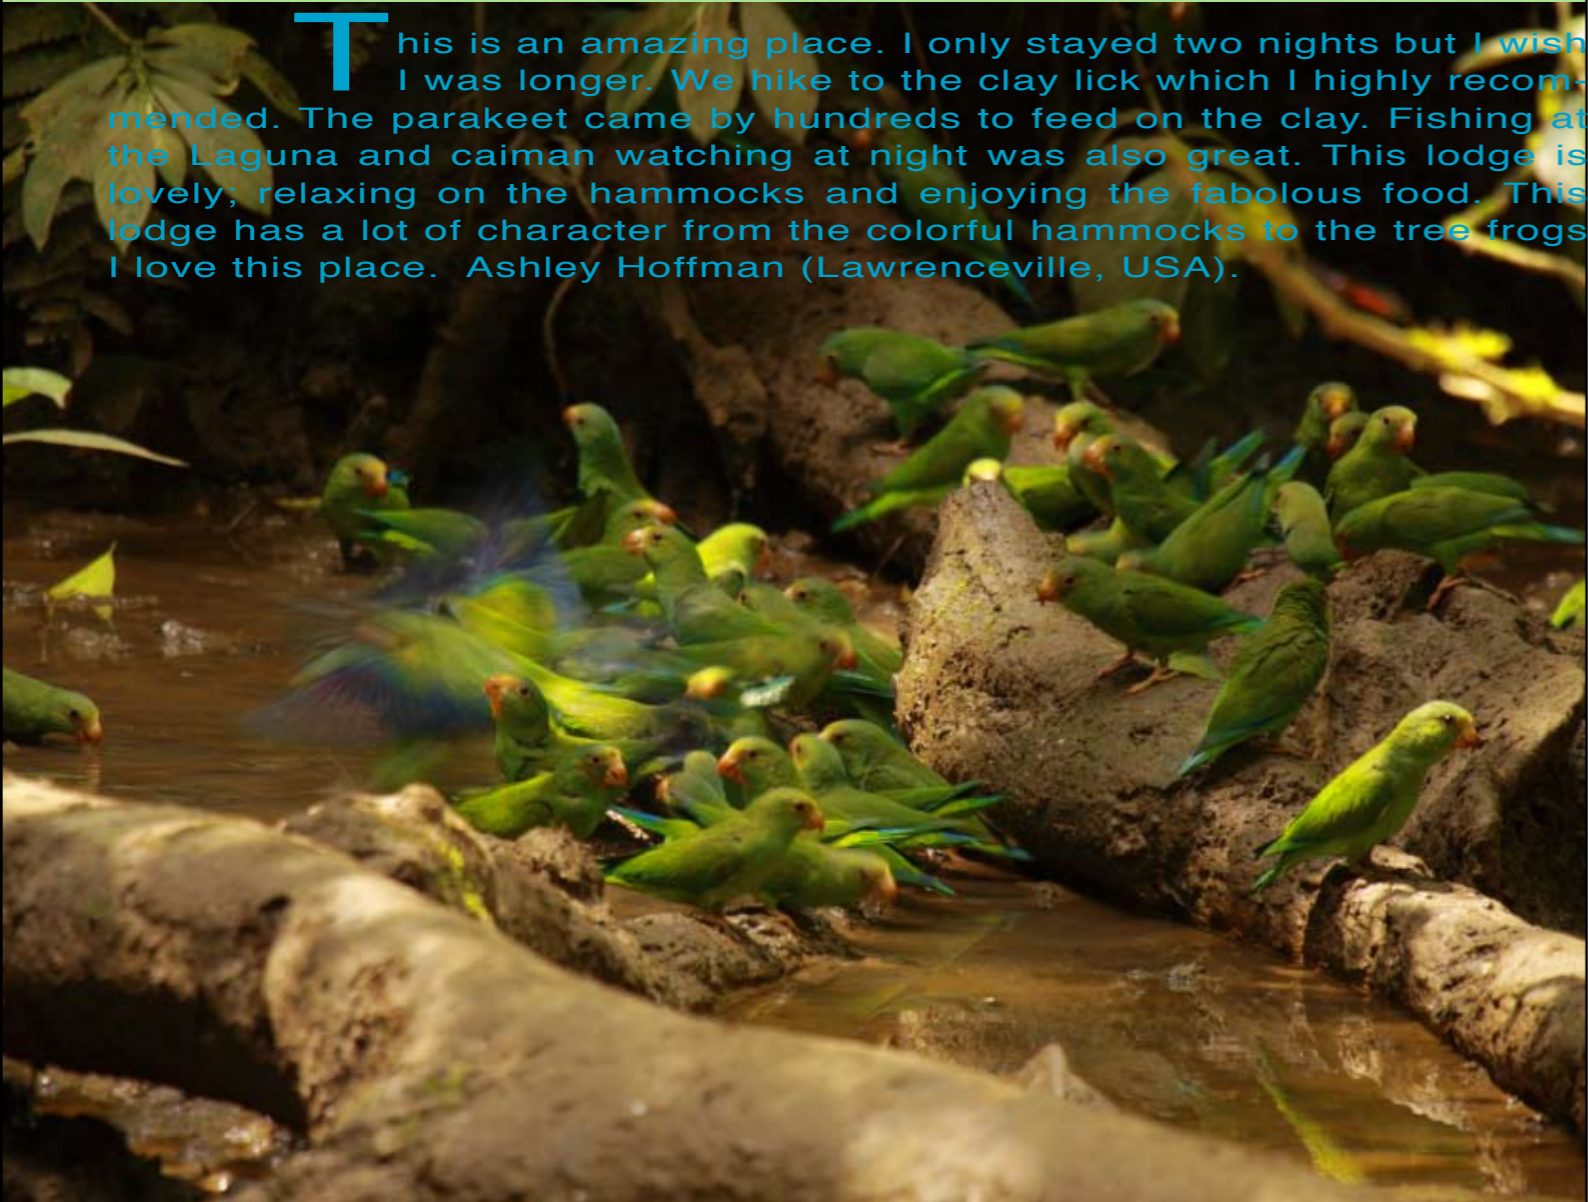 This is an amazing place. I only stayed two nights but I wish
I was longer. We hike to the clay lick which I highly recom-
mended. The parakeet came by hundreds to feed on the clay. Fishing at
the Laguna and caiman watching at night was also great. This lodge is
lovely; relaxing on the hammocks and enjoying the fabolous food. This
lodge has a lot of character from the colorful hammocks to the tree frogs
I love this place.  Ashley Hoffman (Lawrenceville, USA).